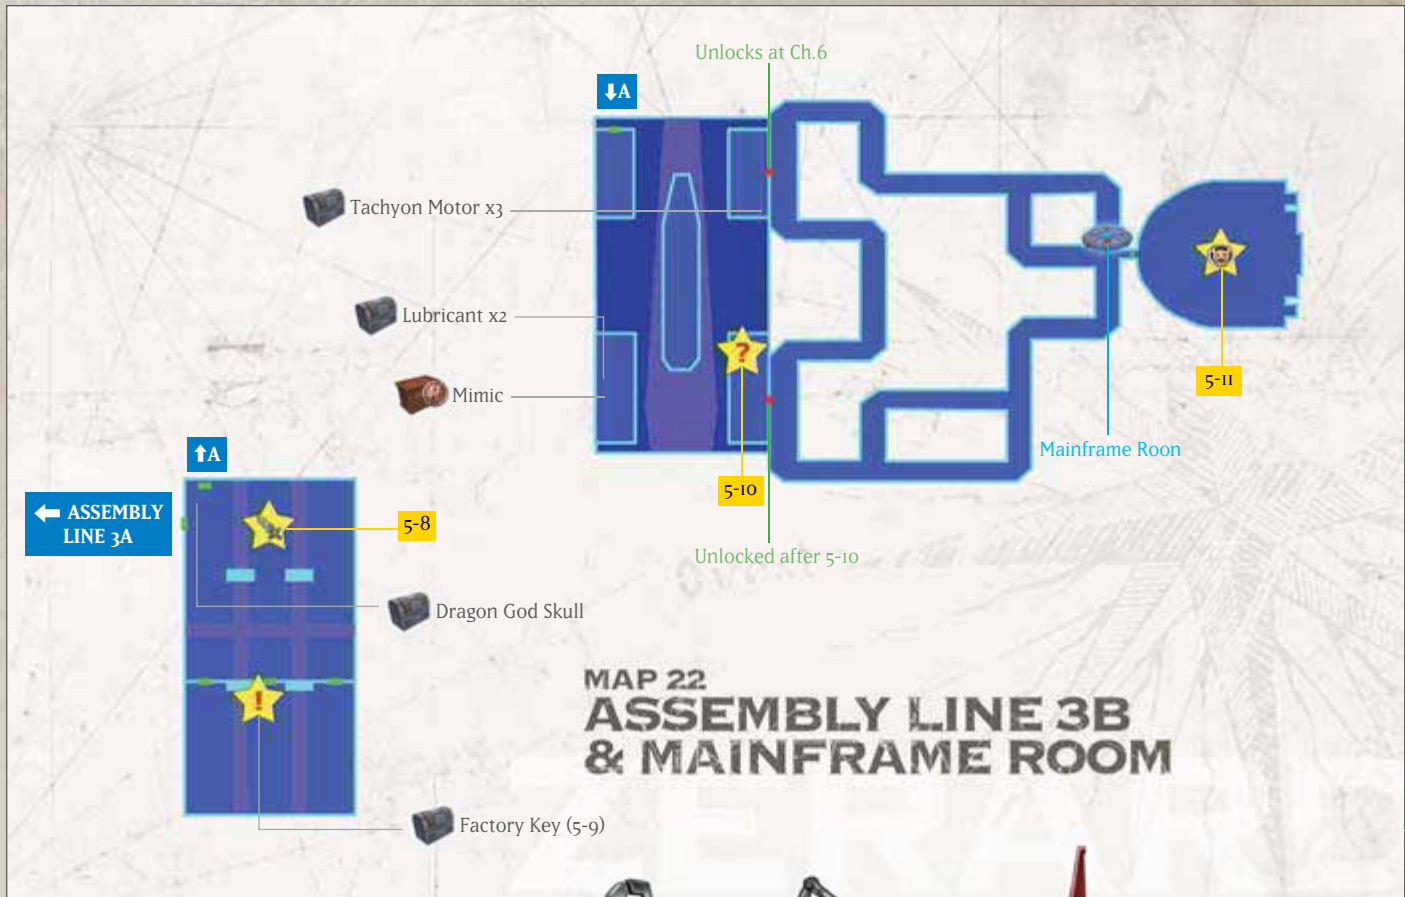 Unlocks at Ch.6
⬇A
Tachyon Motor x3
Lubricant x2
?
Mimic
5-11
Mainframe Roon
⬆A
5-10
⬅ ASSEMBLY
LINE 3A
5-8
Unlocked after 5-10
Dragon God Skull
MAP 22
ASSEMBLY LINE 3B
& MAINFRAME ROOM
!
Factory Key (5-9)